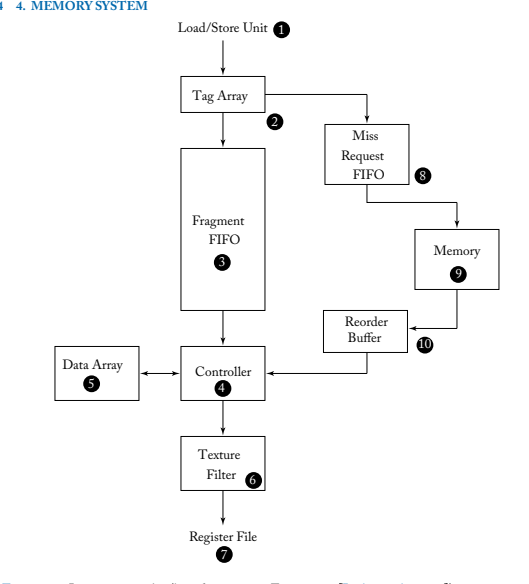 4 4. MEMORY SYSTEM
Load/Store Unit 1
Tag Array
2
Miss
Request
FIFO
8
Fragment
FIFO
3
Memory
9
Reorder
Buffer
10
Data Array
5
Controller
4
Texture
Filter
6
Register File
7